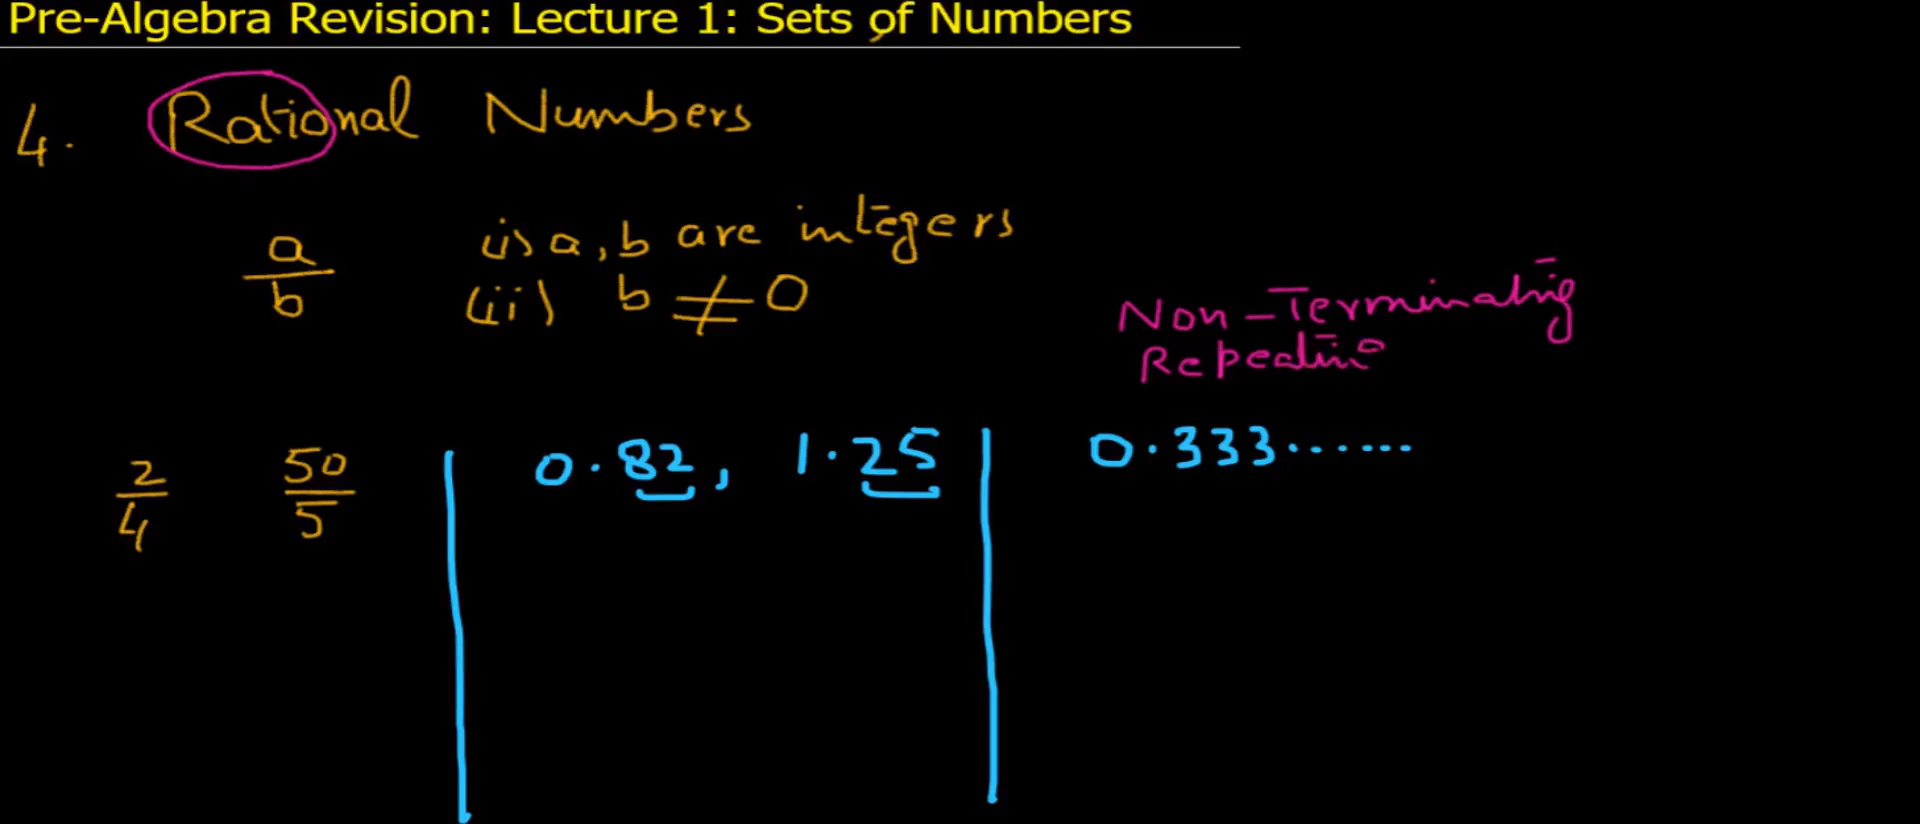 Pre-Algebra Revision: Lecture 1: Sets of Numbers
4. Rational Numbers
a/b
(i) a, b are integers
(ii) b ≠ 0
Non-Terminating
Repeating
2/4 50/5
0.82, 1.25
0.333......